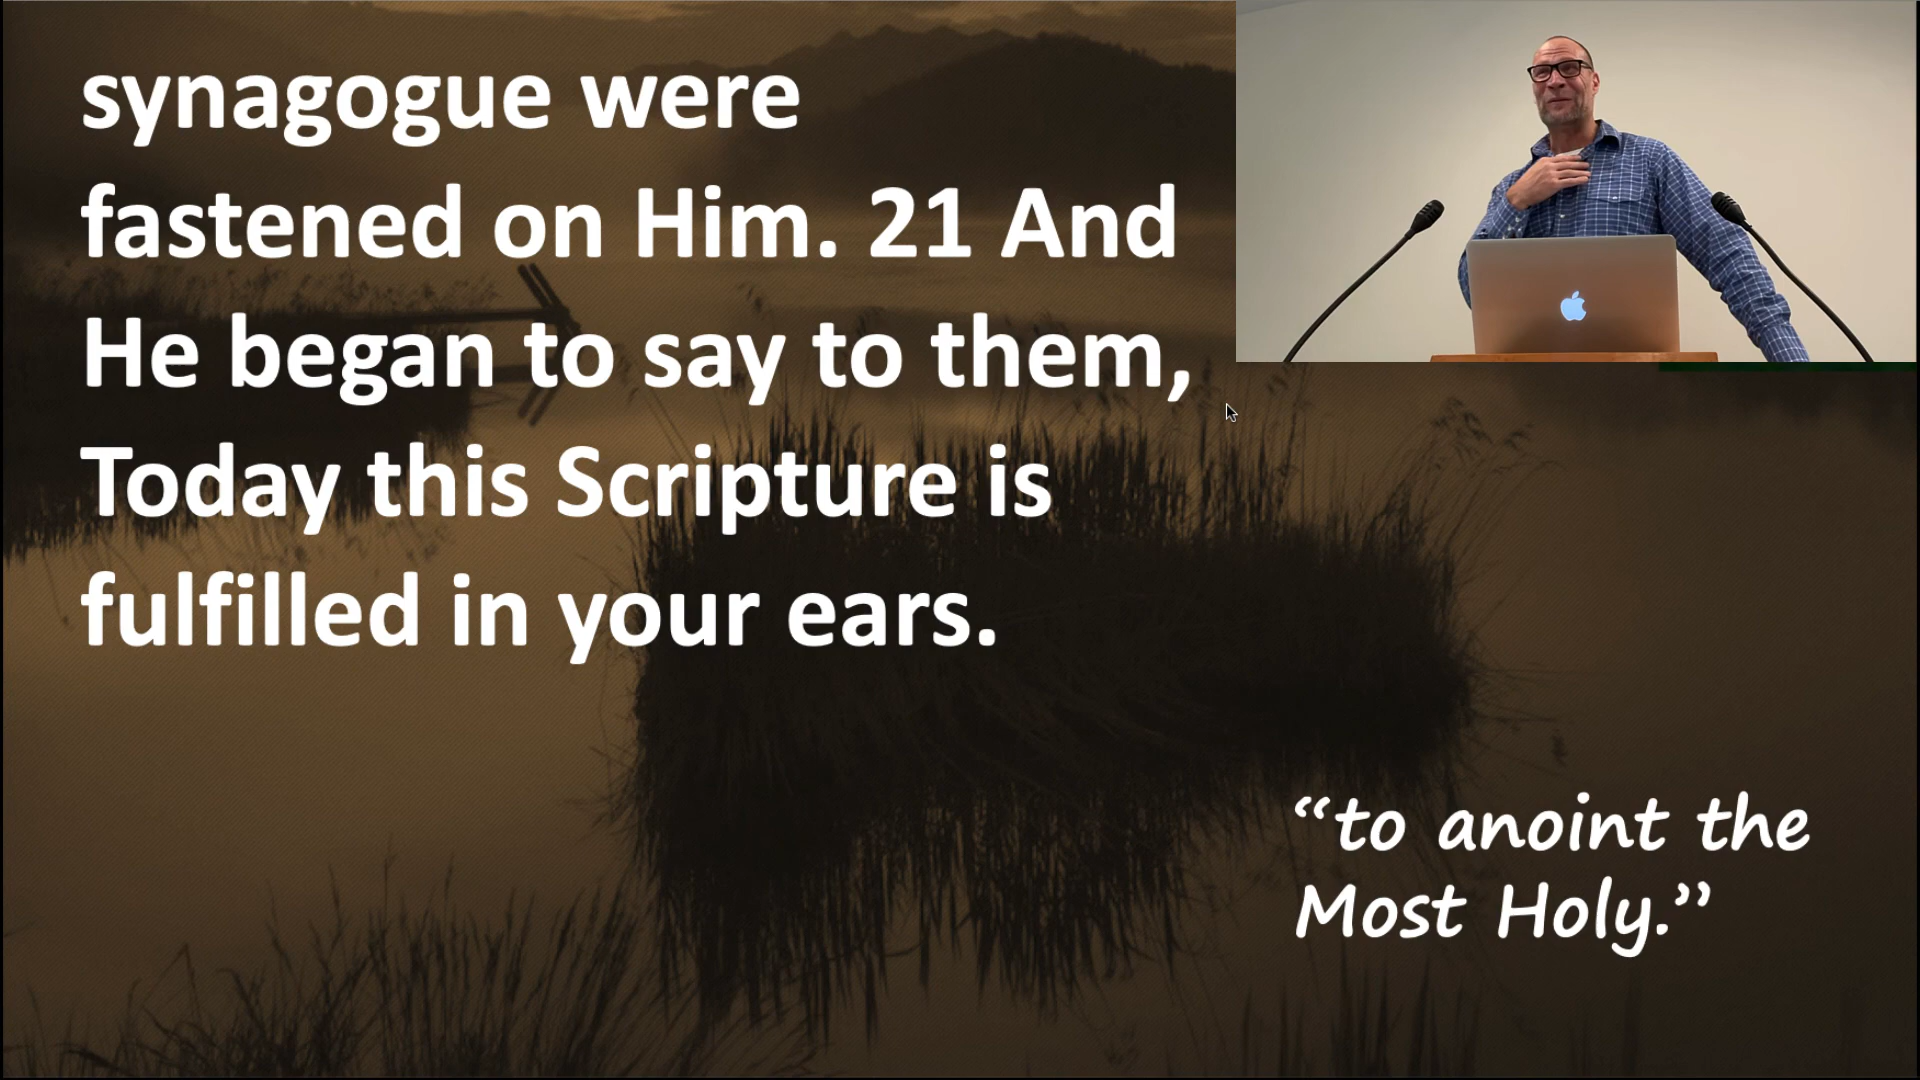 synagogue were
fastened on Him. 21 And
He began to say to them,
Today this Scripture is
fulfilled in your ears.
“to anoint the
Most Holy.”